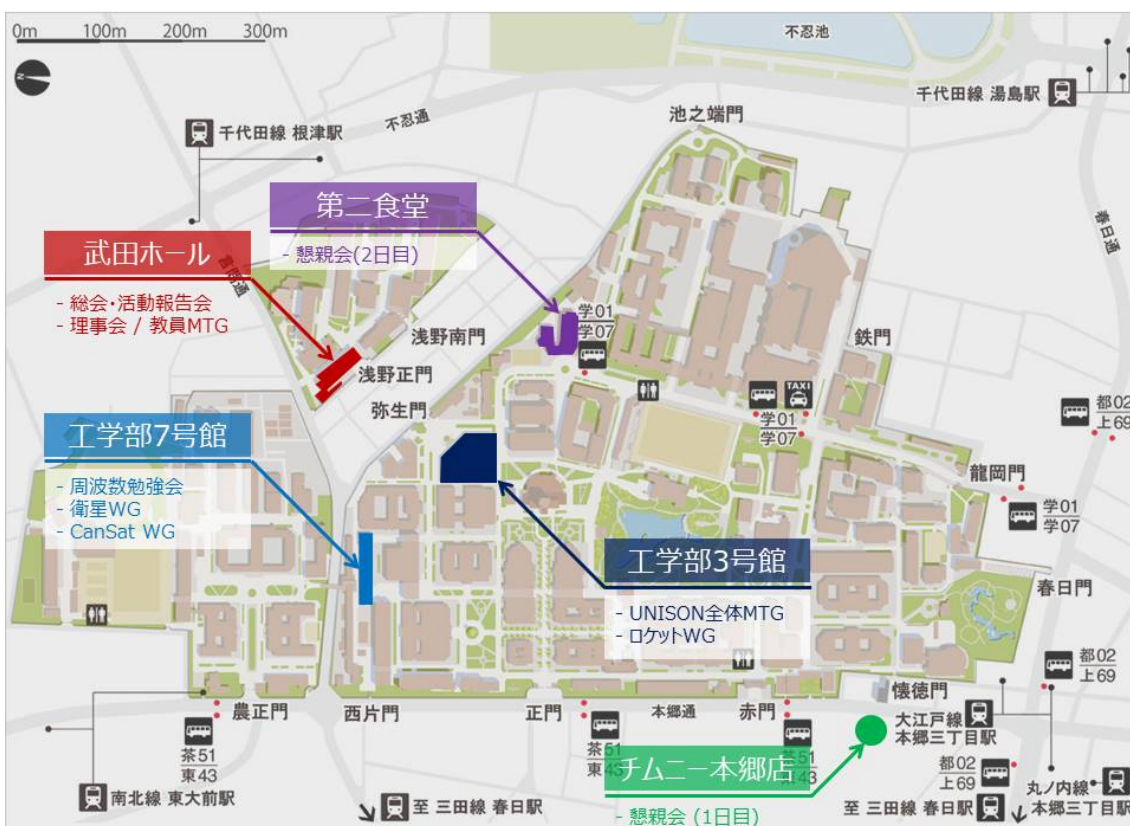 0m 100m 200m 300m
N
不忍池
千代田線 湯島駅
池之端門
不忍通
千代田線 根津駅
春日通
第二食堂
- 懇親会(2日目)
武田ホール
- 総会・活動報告会
- 理事会 / 教員MTG
言問通
学01
学07
浅野南門
浅野正門
鉄門
弥生門
TAXI
学01
学07
都02
上69
工学部7号館
- 周波数勉強会
- 衛星WG
- CanSat WG
龍岡門
学01
学07
工学部3号館
- UNISON全体MTG
- ロケットWG
春日門
都02
上69
懐徳門
農正門
西片門
正門
本郷通
赤門
大江戸線
本郷三丁目駅
茶51
東43
茶51
東43
茶51
東43
チムニー本郷店
- 懇親会 (1日目)
都02
上69
丸ノ内線
本郷三丁目駅
南北線 東大前駅
至 三田線 春日駅
至 三田線 春日駅